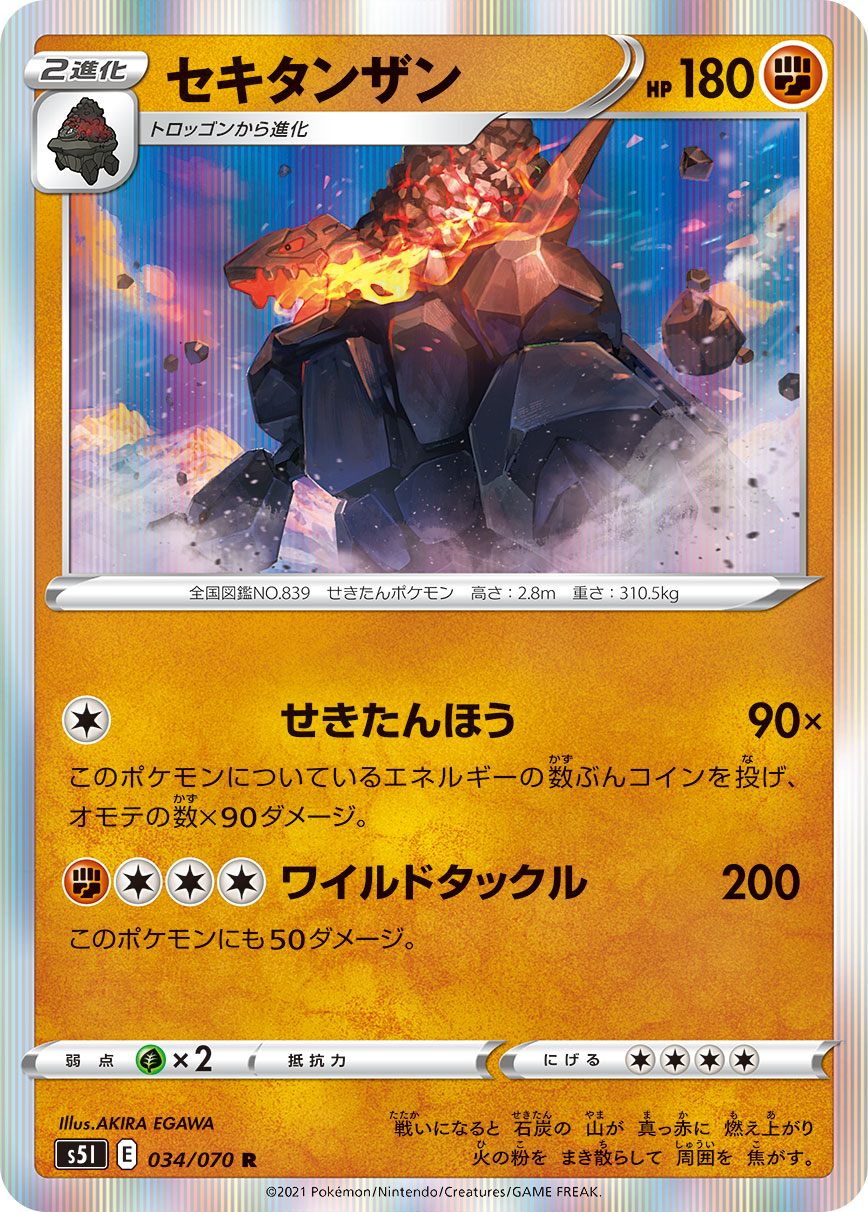 2進化 セキタンザン HP 180
トロッゴンから進化
全国図鑑NO.839 せきたんポケモン 高さ:2.8m 重さ:310.5kg
せきたんほう 90×
このポケモンについているエネルギーの数ぶんコインを投げ、
オモテの数×90ダメージ。
ワイルドタックル 200
このポケモンにも50ダメージ。
弱点 ×2 抵抗力 にげる
Illus.AKIRA EGAWA
戦いになると 石炭の 山が 真っ赤に 燃え上がり
火の粉を まき散らして 周囲を 焦がす。
s5I E 034/070 R
©2021 Pokémon/Nintendo/Creatures/GAME FREAK.